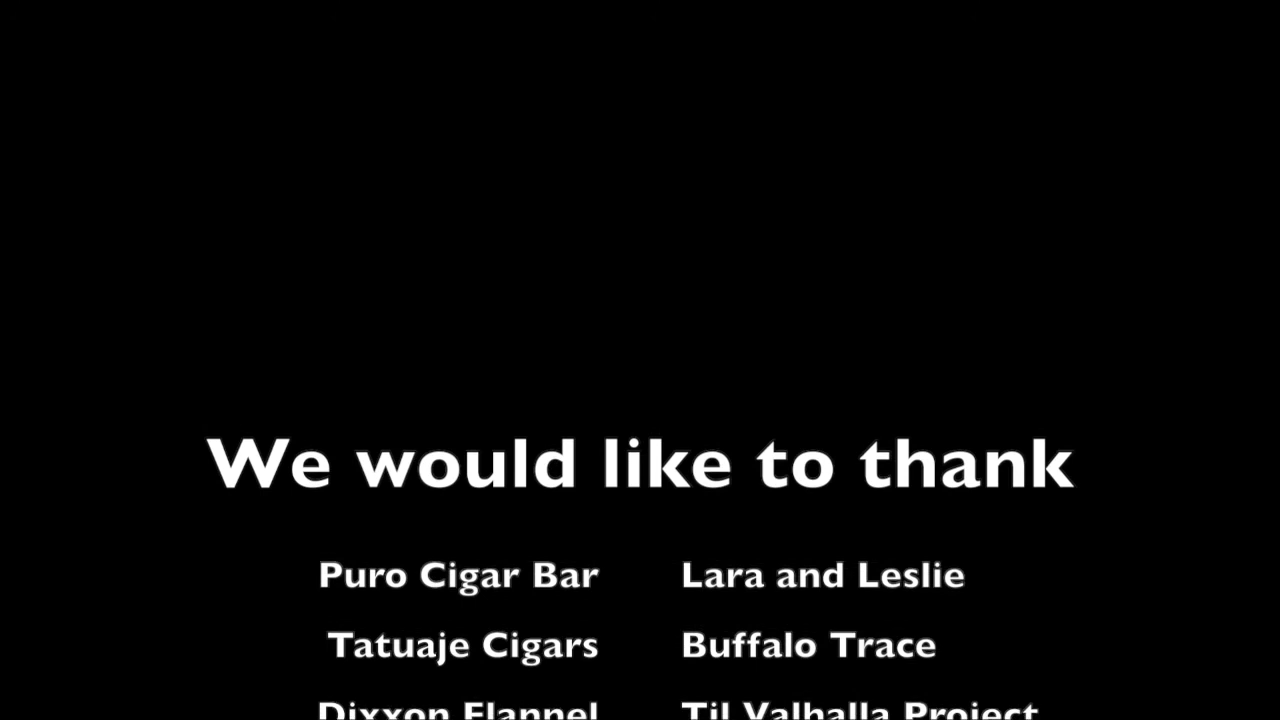 We would like to thank
Puro Cigar Bar Lara and Leslie
Tatuaje Cigars Buffalo Trace
Dixxon Flannel Til Valhalla Project